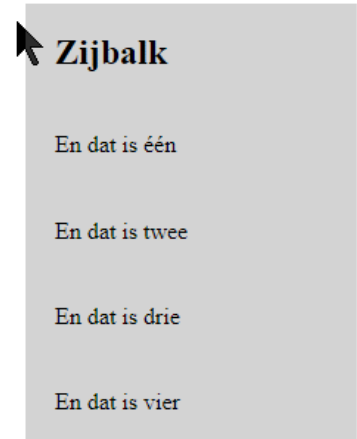 Zijbalk
En dat is één
En dat is twee
En dat is drie
En dat is vier